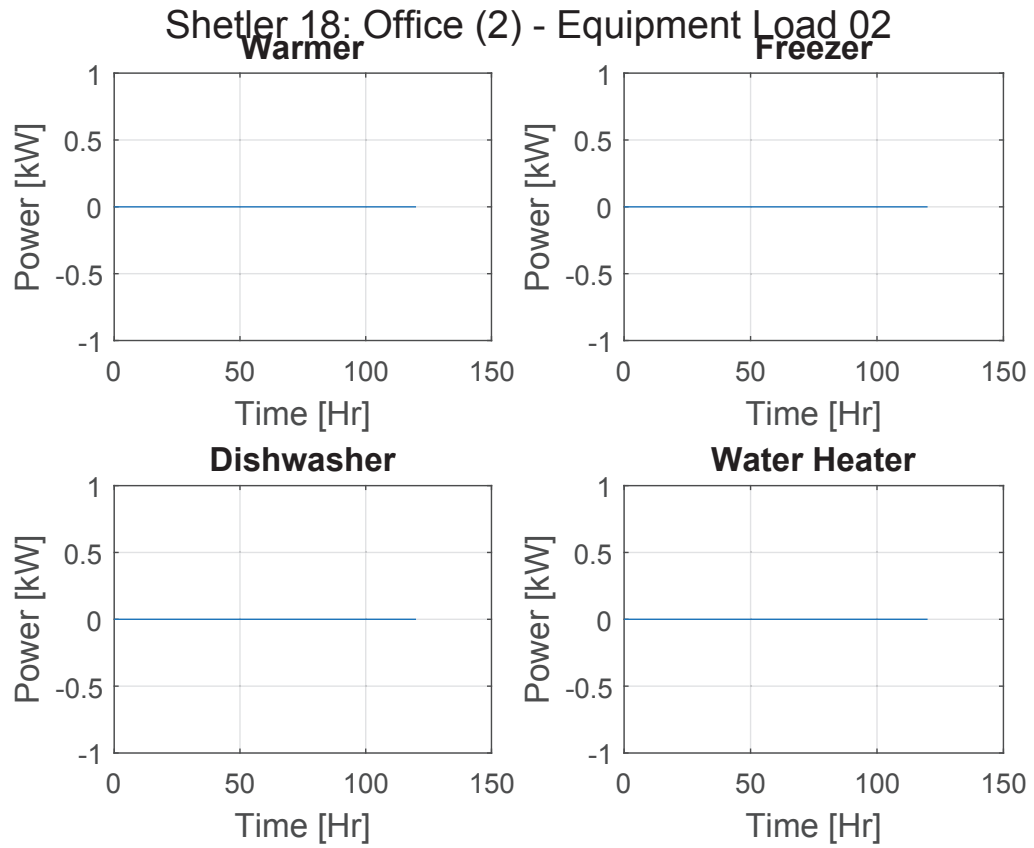 Shetler 18: Office (2) - Equipment Load 02
Warmer
Freezer
1
0.5
0
-0.5
-1
Power [kW]
0 50 100 150
Time [Hr]
1
0.5
0
-0.5
-1
Power [kW]
0 50 100 150
Time [Hr]
Dishwasher
Water Heater
1
0.5
0
-0.5
-1
Power [kW]
0 50 100 150
Time [Hr]
1
0.5
0
-0.5
-1
Power [kW]
0 50 100 150
Time [Hr]